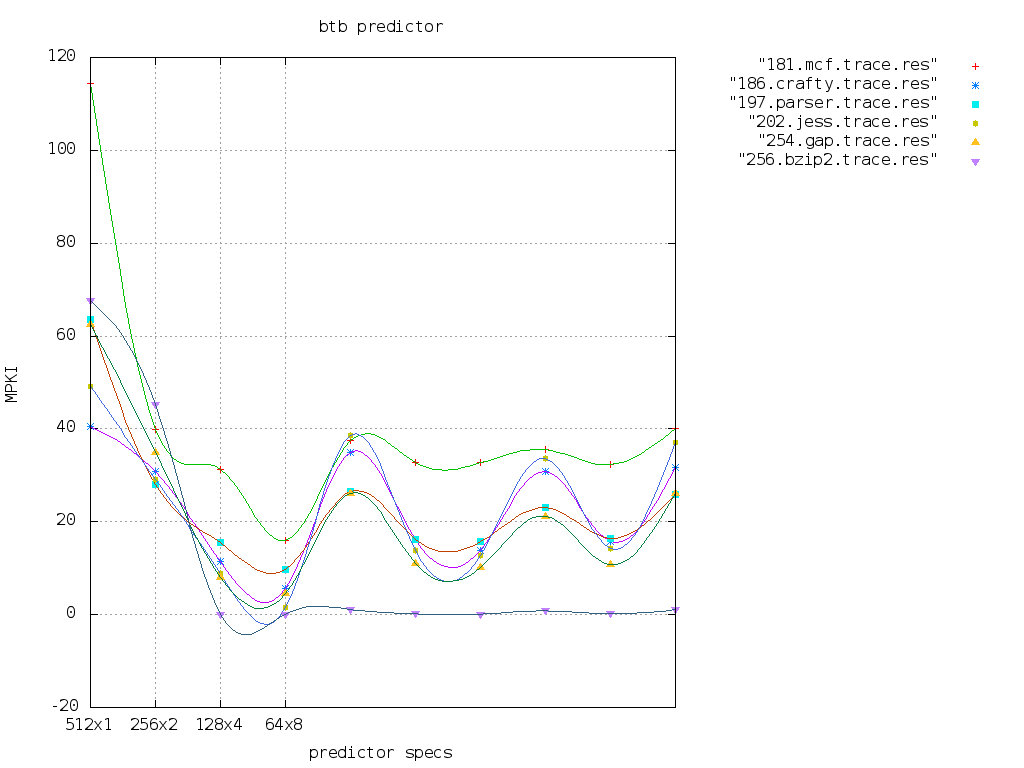 btb predictor
"181.mcf.trace.res"
"186.crafty.trace.res"
"197.parser.trace.res"
"202.jess.trace.res"
"254.gap.trace.res"
"256.bzip2.trace.res"
120
100
80
60
40
20
0
-20
MPKI
512x1 256x2 128x4 64x8
predictor specs